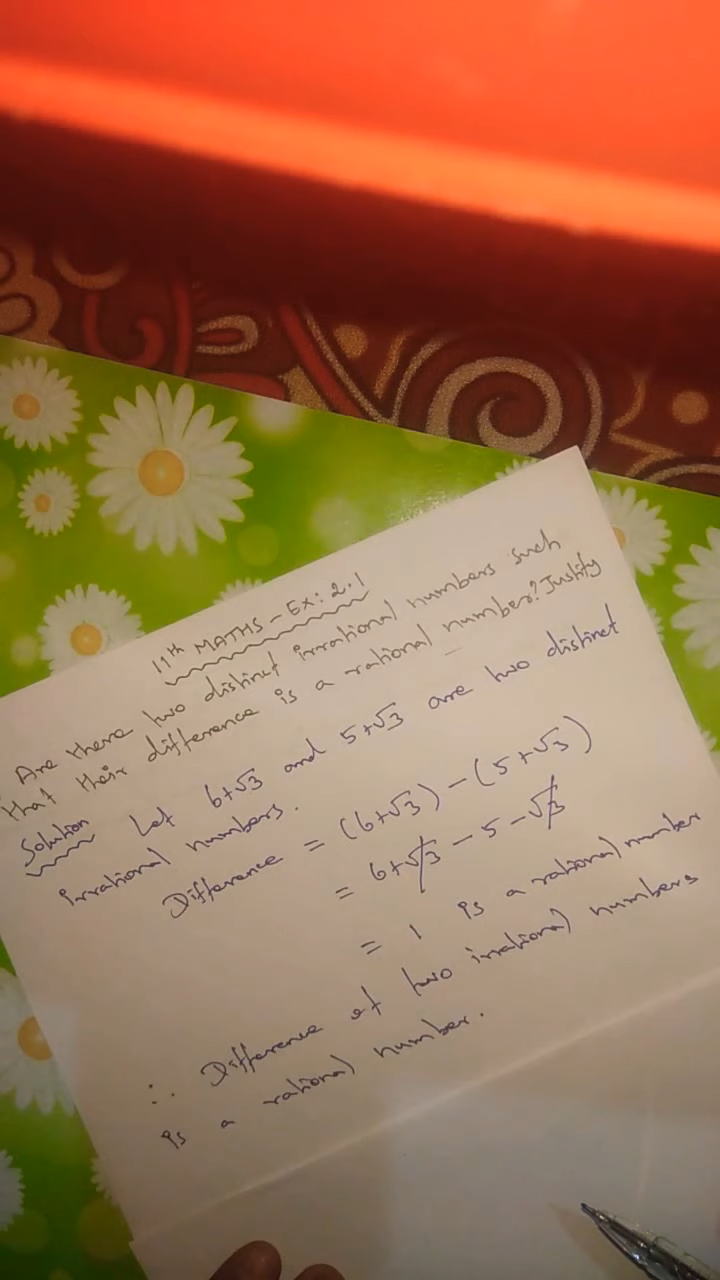 11th MATHS - Ex: 2.1
Are there two distinct irrational numbers such
that their difference is a rational number? Justify
Solution Let 6+√3 and 5+√3 are two distinct
irrational numbers.
Difference = (6+√3) - (5+√3)
= 6+√3 - 5 - √3
= 1 is a rational number
∴ Difference of two irrational numbers
is a rational number.